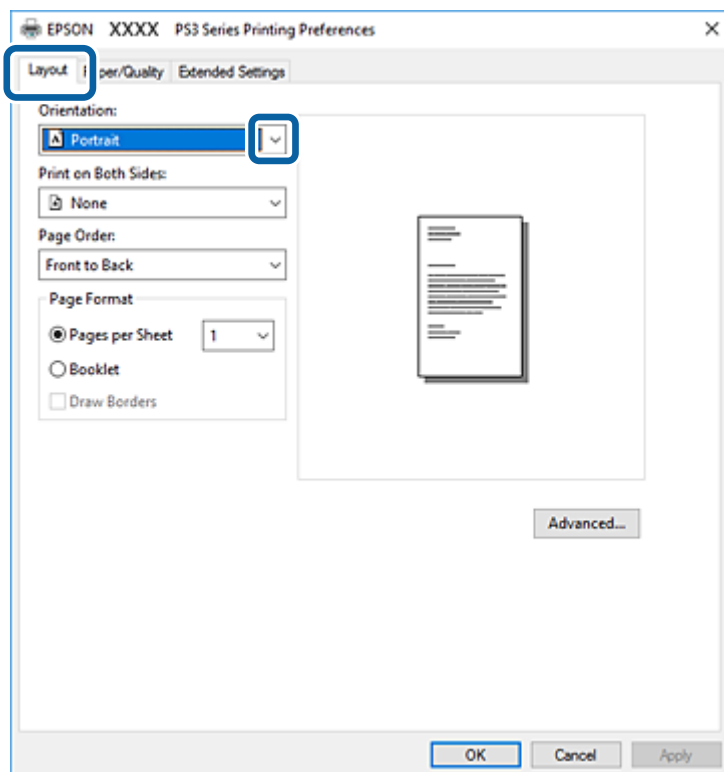 EPSON XXXX PS3 Series Printing Preferences
Layout per/Quality Extended Settings
Orientation:
Portrait
Print on Both Sides:
None
Page Order:
Front to Back
Page Format
Pages per Sheet 1
Booklet
Draw Borders
Advanced...
OK Cancel Apply